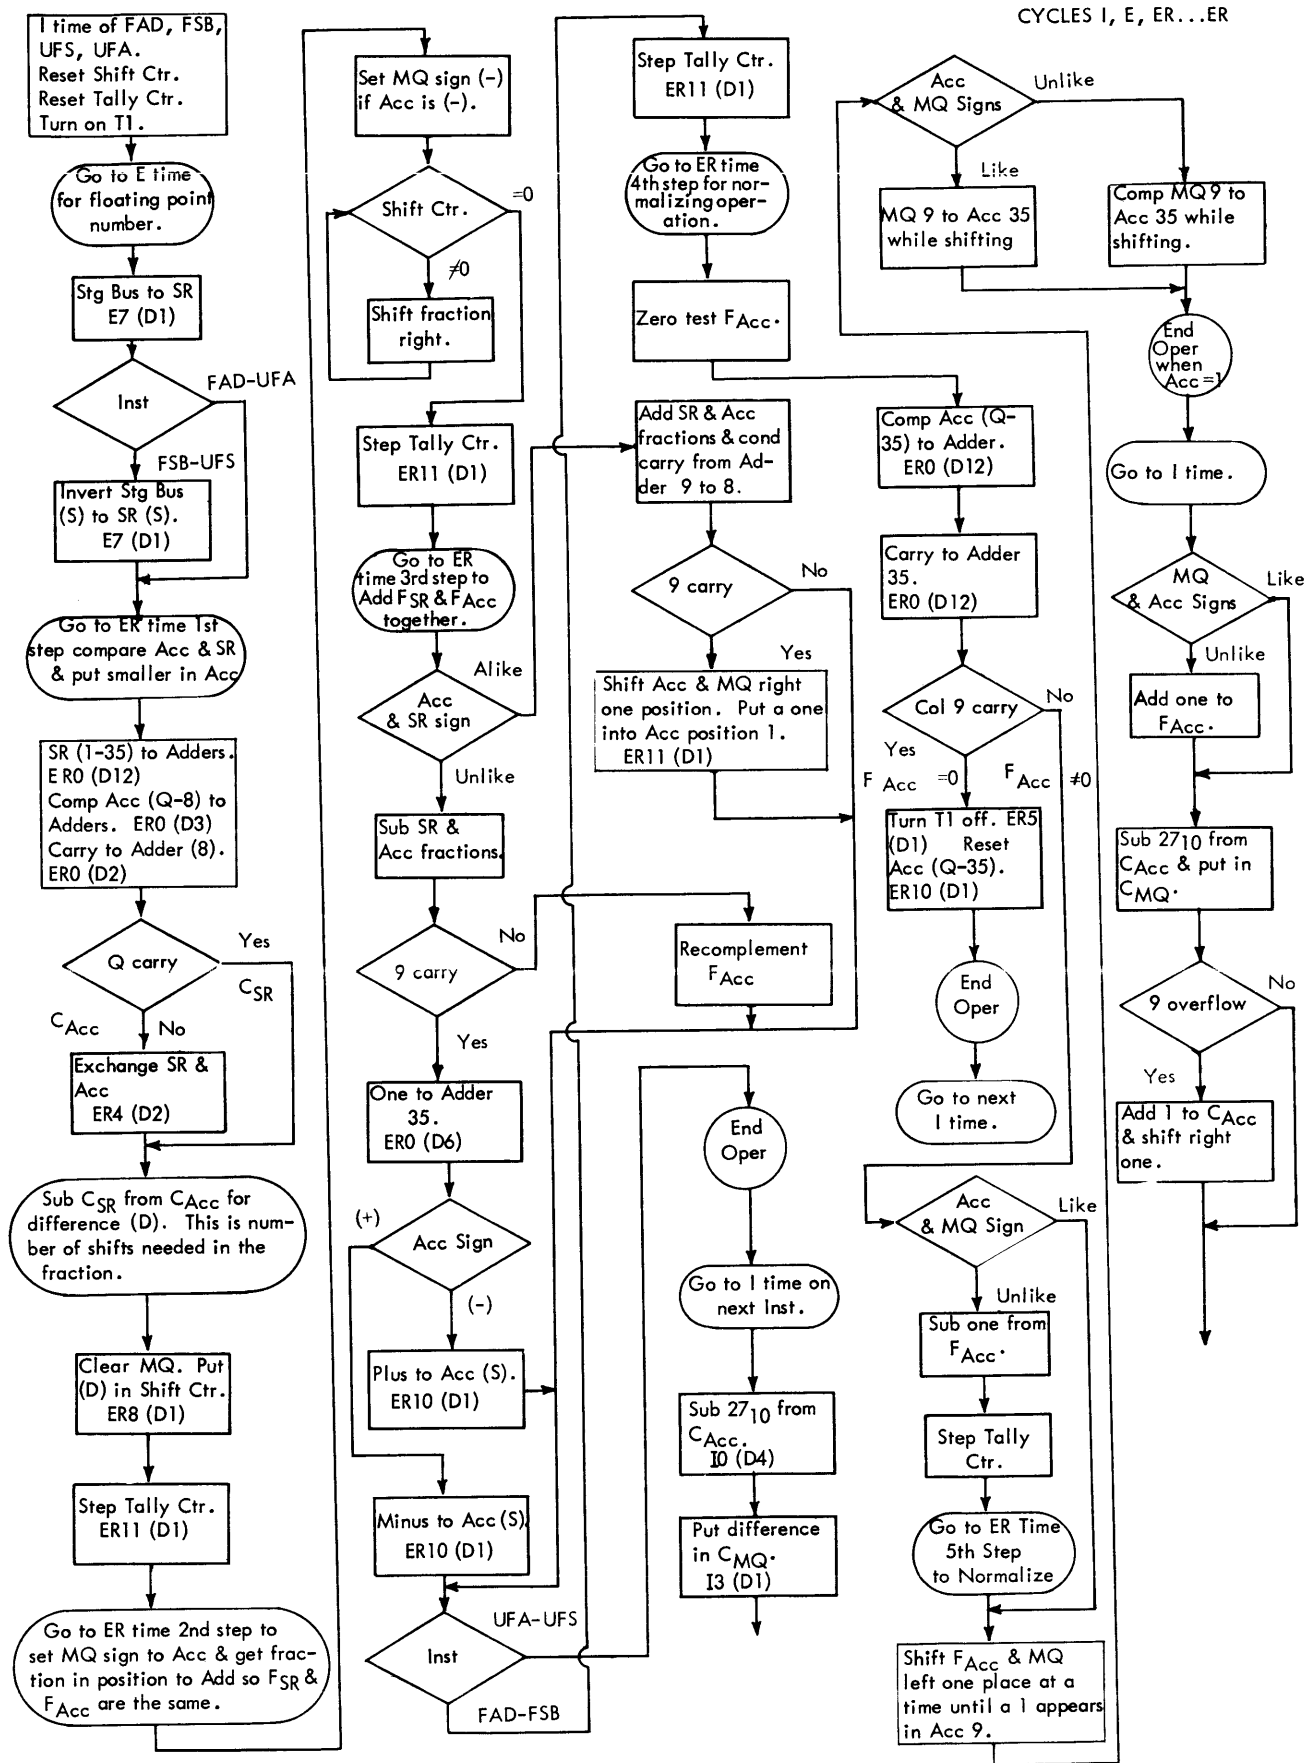 CYCLES I, E, ER...ER
I time of FAD, FSB,
UFS, UFA.
Reset Shift Ctr.
Reset Tally Ctr.
Turn on T1.
Go to E time
for floating point
number.
Stg Bus to SR
E7 (D1)
Inst
FAD-UFA
FSB-UFS
Invert Stg Bus
(S) to SR (S).
E7 (D1)
Go to ER time 1st
step compare Acc & SR
& put smaller in Acc
SR (1-35) to Adders.
ER0 (D12)
Comp Acc (Q-8) to
Adders. ER0 (D3)
Carry to Adder (8).
ER0 (D2)
Q carry
Yes
CSR
CAcc
No
Exchange SR &
Acc
ER4 (D2)
Sub CSR from CAcc for
difference (D). This is num-
ber of shifts needed in the
fraction.
Clear MQ. Put
(D) in Shift Ctr.
ER8 (D1)
Step Tally Ctr.
ER11 (D1)
Go to ER time 2nd step to
set MQ sign to Acc & get frac-
tion in position to Add so FSR &
FAcc are the same.
Set MQ sign (-)
if Acc is (-).
Shift Ctr.
=0
≠0
Shift fraction
right.
Step Tally Ctr.
ER11 (D1)
Go to ER
time 3rd step to
Add FSR & FAcc
together.
Acc
& SR sign
Alike
Unlike
Sub SR &
Acc fractions.
9 carry
No
Yes
One to Adder
35.
ER0 (D6)
Acc Sign
(+)
(-)
Plus to Acc (S).
ER10 (D1)
Minus to Acc (S).
ER10 (D1)
Inst
UFA-UFS
FAD-FSB
Step Tally Ctr.
ER11 (D1)
Go to ER time
4th step for nor-
malizing oper-
ation.
Zero test FAcc.
Add SR & Acc
fractions & cond
carry from Ad-
der 9 to 8.
9 carry
No
Yes
Shift Acc & MQ right
one position. Put a one
into Acc position 1.
ER11 (D1)
Recomplement
FAcc
End
Oper
Go to I time on
next Inst.
Sub 27₁₀ from
CAcc.
I0 (D4)
Put difference
in CMQ.
I3 (D1)
Acc
& MQ Signs
Unlike
Like
MQ 9 to Acc 35
while shifting
Comp MQ 9 to
Acc 35 while
shifting.
Comp Acc (Q-
35) to Adder.
ER0 (D12)
Carry to Adder
35.
ER0 (D12)
Col 9 carry
No
Yes
F Acc =0
F Acc ≠0
Turn T1 off. ER5
(D1) Reset
Acc (Q-35).
ER10 (D1)
End
Oper
Go to next
I time.
Acc
& MQ Sign
Like
Unlike
Sub one from
FAcc.
Step Tally
Ctr.
Go to ER Time
5th Step
to Normalize
Shift FAcc & MQ
left one place at a
time until a 1 appears
in Acc 9.
End
Oper
when
Acc =1
Go to I time.
MQ
& Acc Signs
Like
Unlike
Add one to
FAcc.
Sub 27₁₀ from
CAcc & put in
CMQ.
9 overflow
No
Yes
Add 1 to CAcc
& shift right
one.